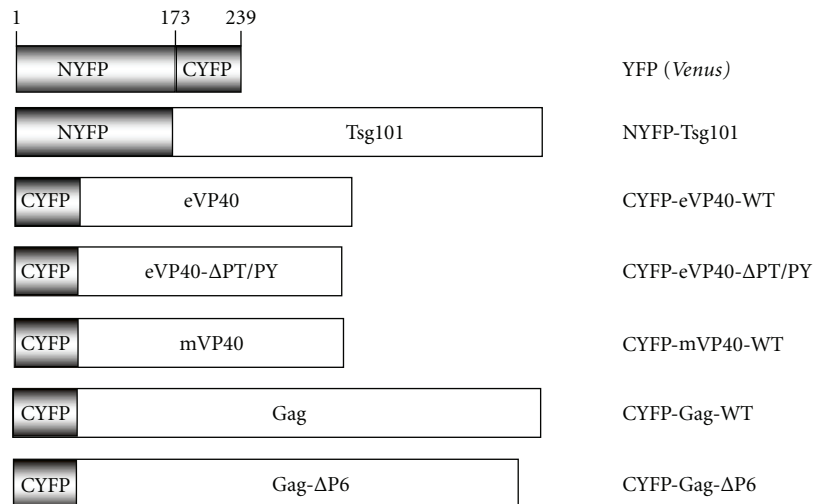 1 173 239
NYFP CYFP YFP (Venus)
NYFP Tsg101 NYFP-Tsg101
CYFP eVP40 CYFP-eVP40-WT
CYFP eVP40-ΔPT/PY CYFP-eVP40-ΔPT/PY
CYFP mVP40 CYFP-mVP40-WT
CYFP Gag CYFP-Gag-WT
CYFP Gag-ΔP6 CYFP-Gag-ΔP6